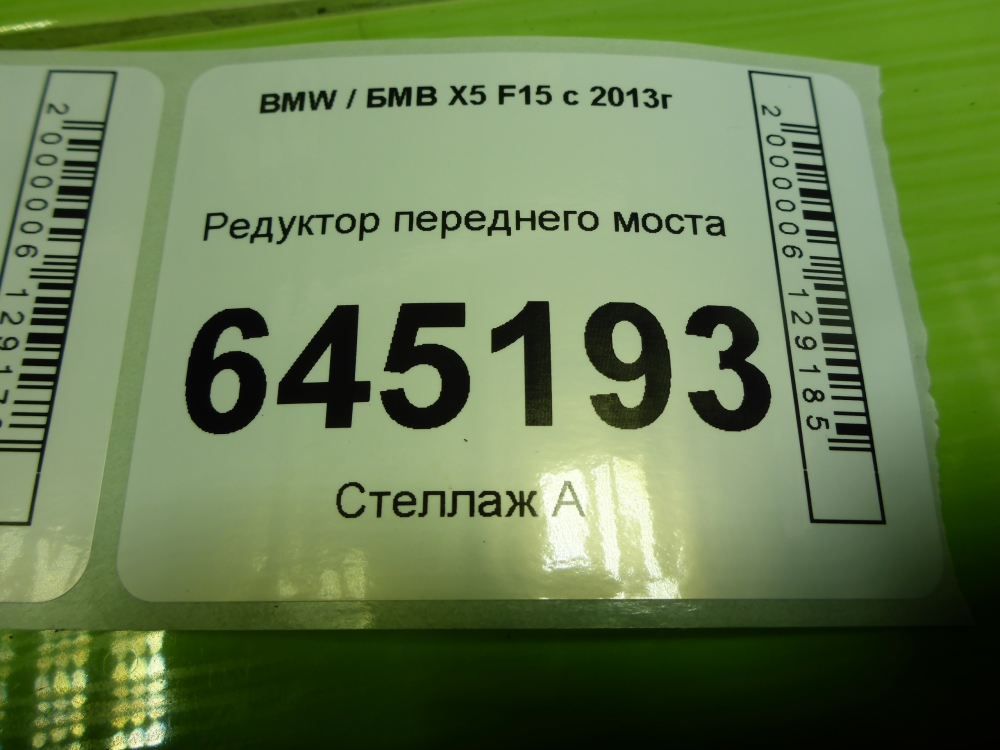 BMW / БМВ X5 F15 с 2013г
Редуктор переднего моста
645193
Стеллаж А
2000006129185